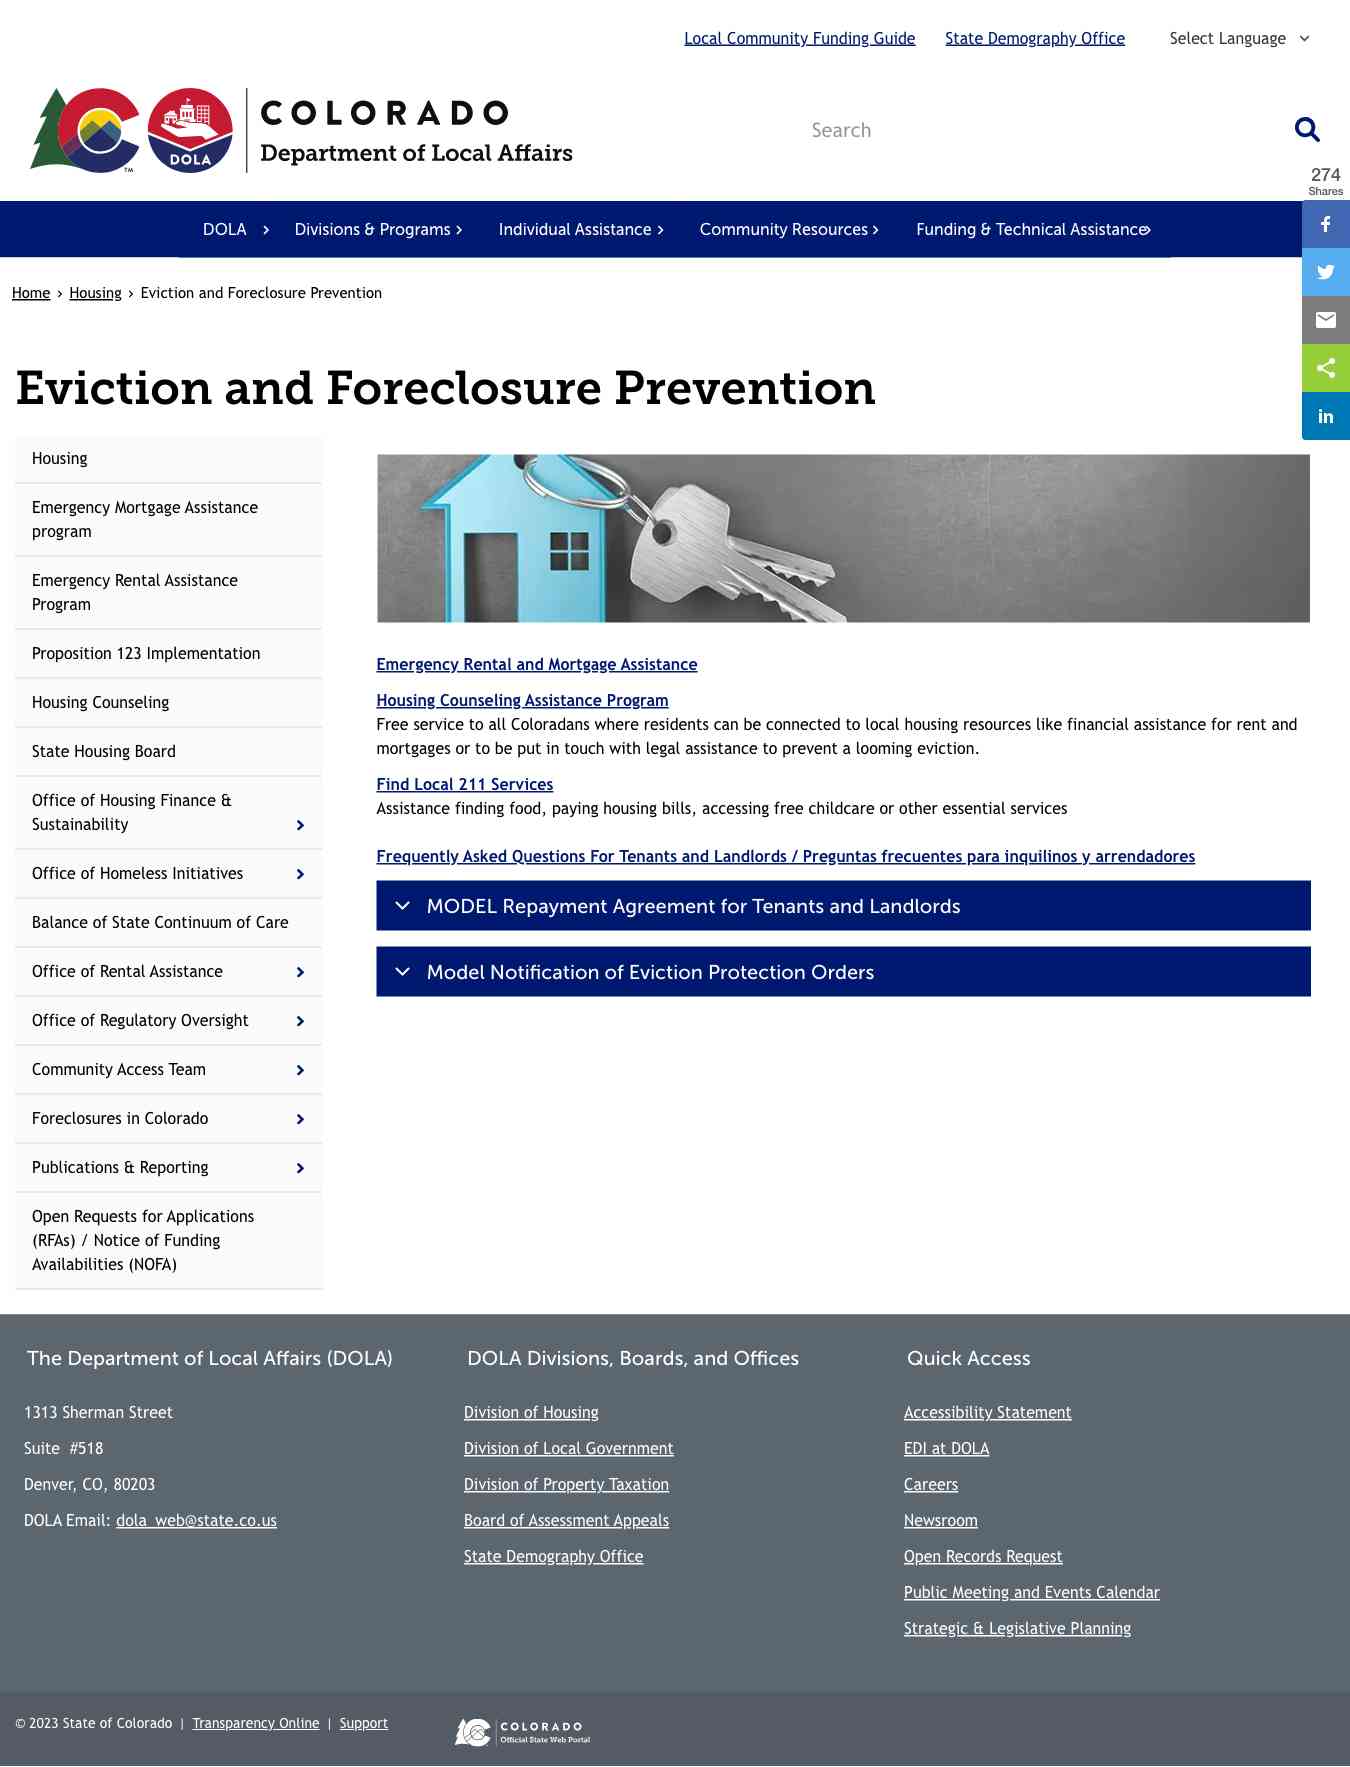 Local Community Funding Guide State Demography Office Select Language
COLORADO
Department of Local Affairs
DOLA
TM
Search
274
Shares
DOLA Divisions & Programs Individual Assistance Community Resources Funding & Technical Assistance
Home › Housing › Eviction and Foreclosure Prevention
Eviction and Foreclosure Prevention
Housing
Emergency Mortgage Assistance
program
Emergency Rental Assistance
Program
Proposition 123 Implementation
Housing Counseling
State Housing Board
Office of Housing Finance &
Sustainability
Office of Homeless Initiatives
Balance of State Continuum of Care
Office of Rental Assistance
Office of Regulatory Oversight
Community Access Team
Foreclosures in Colorado
Publications & Reporting
Open Requests for Applications
(RFAs) / Notice of Funding
Availabilities (NOFA)
Emergency Rental and Mortgage Assistance
Housing Counseling Assistance Program
Free service to all Coloradans where residents can be connected to local housing resources like financial assistance for rent and
mortgages or to be put in touch with legal assistance to prevent a looming eviction.
Find Local 211 Services
Assistance finding food, paying housing bills, accessing free childcare or other essential services
Frequently Asked Questions For Tenants and Landlords / Preguntas frecuentes para inquilinos y arrendadores
MODEL Repayment Agreement for Tenants and Landlords
Model Notification of Eviction Protection Orders
The Department of Local Affairs (DOLA)
1313 Sherman Street
Suite #518
Denver, CO, 80203
DOLA Email: dola_web@state.co.us
DOLA Divisions, Boards, and Offices
Division of Housing
Division of Local Government
Division of Property Taxation
Board of Assessment Appeals
State Demography Office
Quick Access
Accessibility Statement
EDI at DOLA
Careers
Newsroom
Open Records Request
Public Meeting and Events Calendar
Strategic & Legislative Planning
© 2023 State of Colorado | Transparency Online | Support
COLORADO
Official State Web Portal